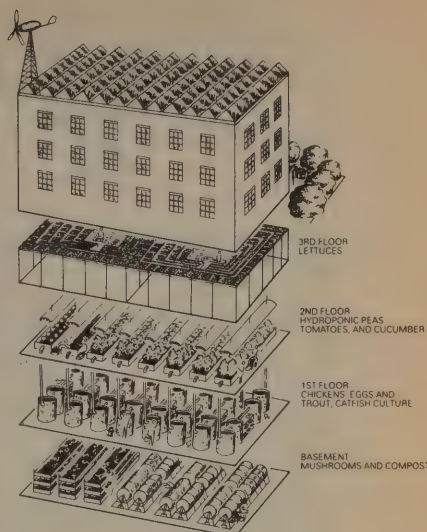 3RD FLOOR
LETTUCES
2ND FLOOR
HYDROPONIC PEAS
TOMATOES, AND CUCUMBER
1ST FLOOR
CHICKENS EGGS AND
TROUT, CATFISH CULTURE
BASEMENT
MUSHROOMS AND COMPOST